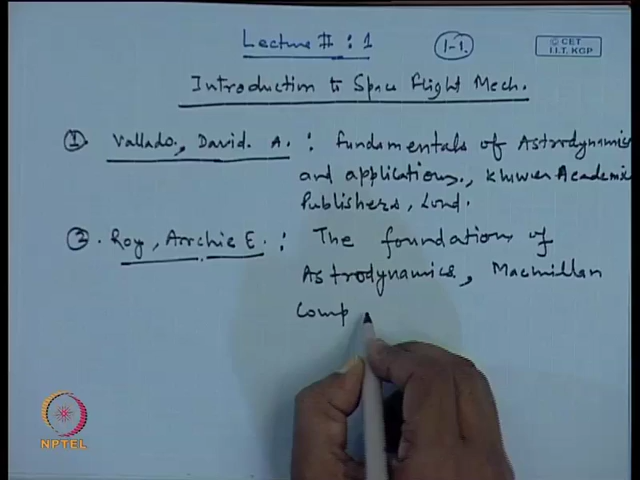 Lecture #: 1
1-1.
© CET
I.I.T. KGP
Introduction to Space Flight Mech.
1. Vallado, David. A. : Fundamentals of Astrodynamics
and applications., Kluwer Academic
Publishers, Lond.
2. Roy, Archie E. : The foundation of
Astrodynamics, Macmillan
Comp
NPTEL